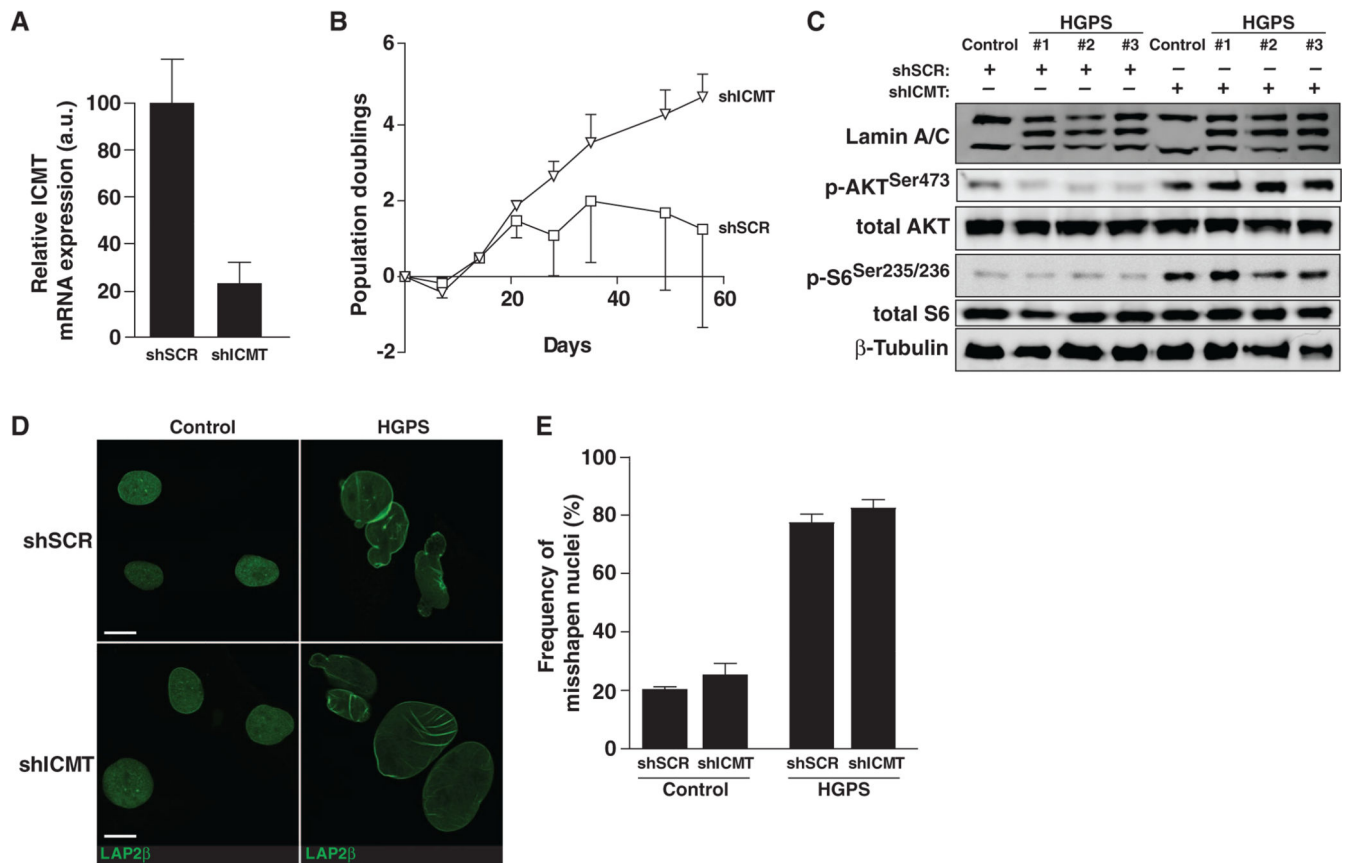 A
Relative ICMT
mRNA expression (a.u.)
100
80
60
40
20
0
shSCR shICMT
B
Population doublings
6
4
2
0
-2
20 40 60
Days
shICMT
shSCR
C
HGPS HGPS
Control #1 #2 #3 Control #1 #2 #3
shSCR: + + + + – – – –
shICMT: – – – – + + + +
Lamin A/C
p-AKTSer473
total AKT
p-S6Ser235/236
total S6
β-Tubulin
D
Control HGPS
shSCR
shICMT
LAP2β LAP2β
E
Frequency of
misshapen nuclei (%)
100
80
60
40
20
0
shSCR shICMT shSCR shICMT
Control HGPS